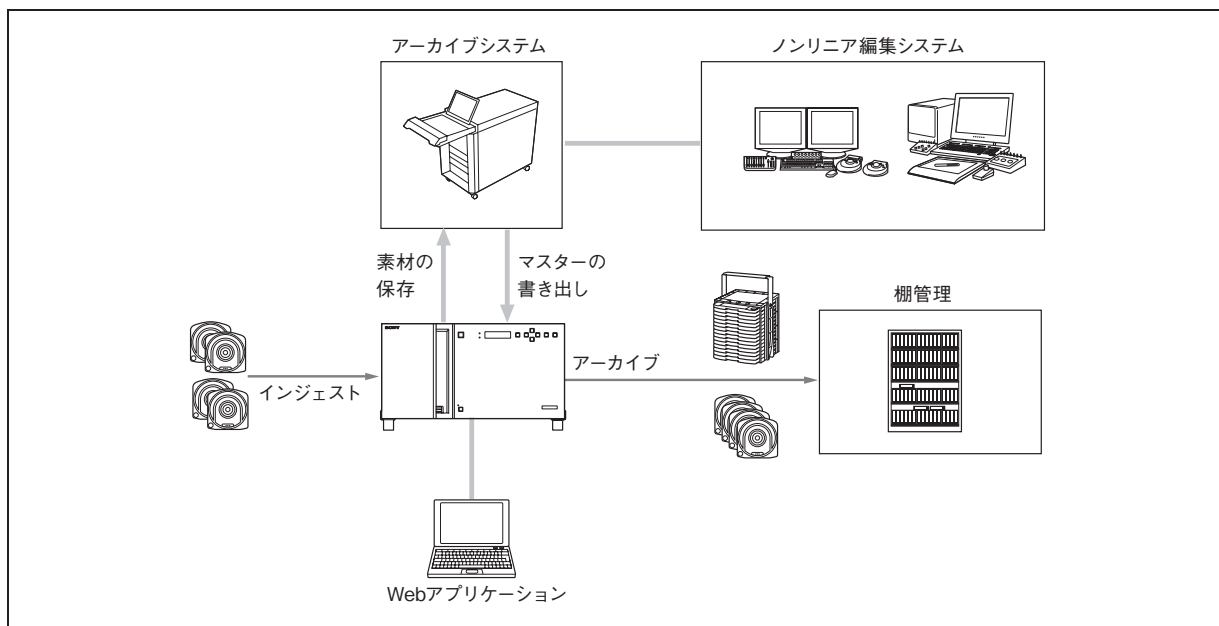 アーカイブシステム
ノンリニア編集システム
素材の
保存
マスターの
書き出し
棚管理
SONY
インジェスト
アーカイブ
Webアプリケーション